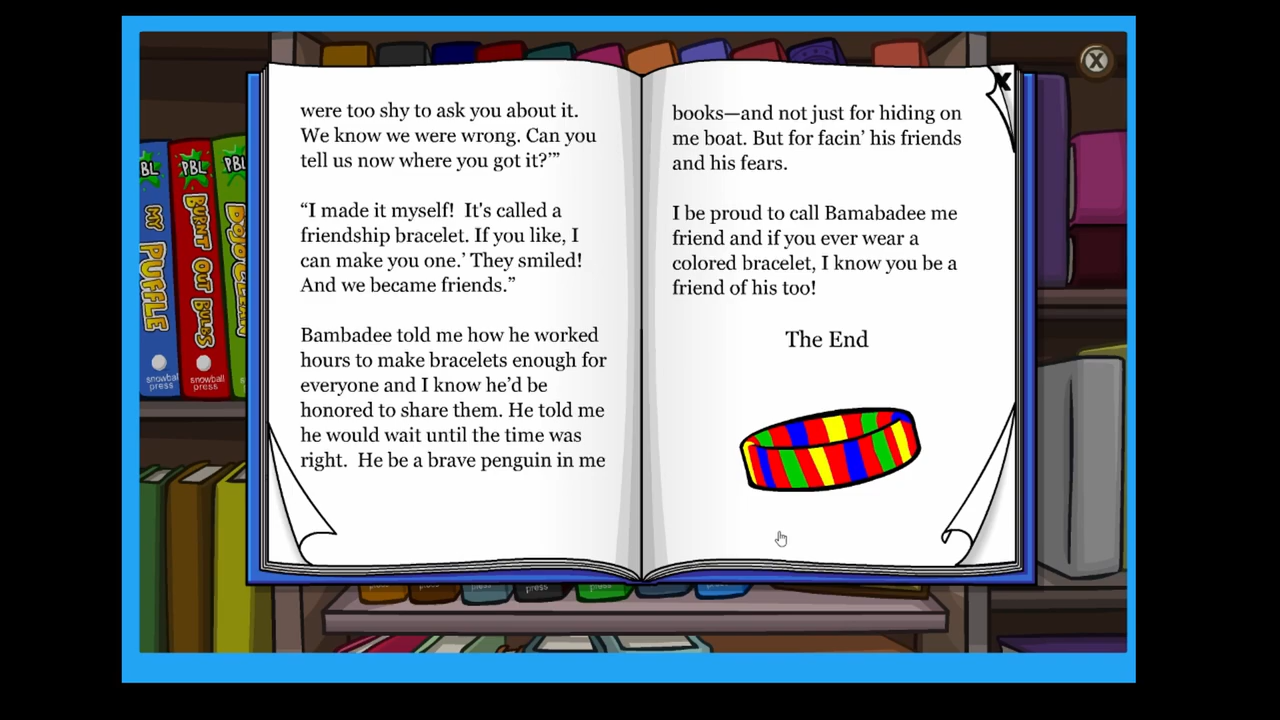 were too shy to ask you about it.
We know we were wrong. Can you
tell us now where you got it?’”
“I made it myself!  It's called a
friendship bracelet. If you like, I
can make you one.’ They smiled!
And we became friends.”
Bambadee told me how he worked
hours to make bracelets enough for
everyone and I know he’d be
honored to share them. He told me
he would wait until the time was
right.  He be a brave penguin in me
books—and not just for hiding on
me boat. But for facin’ his friends
and his fears.
I be proud to call Bamabadee me
friend and if you ever wear a
colored bracelet, I know you be a
friend of his too!
The End
X
X
PBL
MY PUFFLE
snowball
press
PBL
BURNT OUT BULBS
snowball
press
PBL
press
press
press
press
press